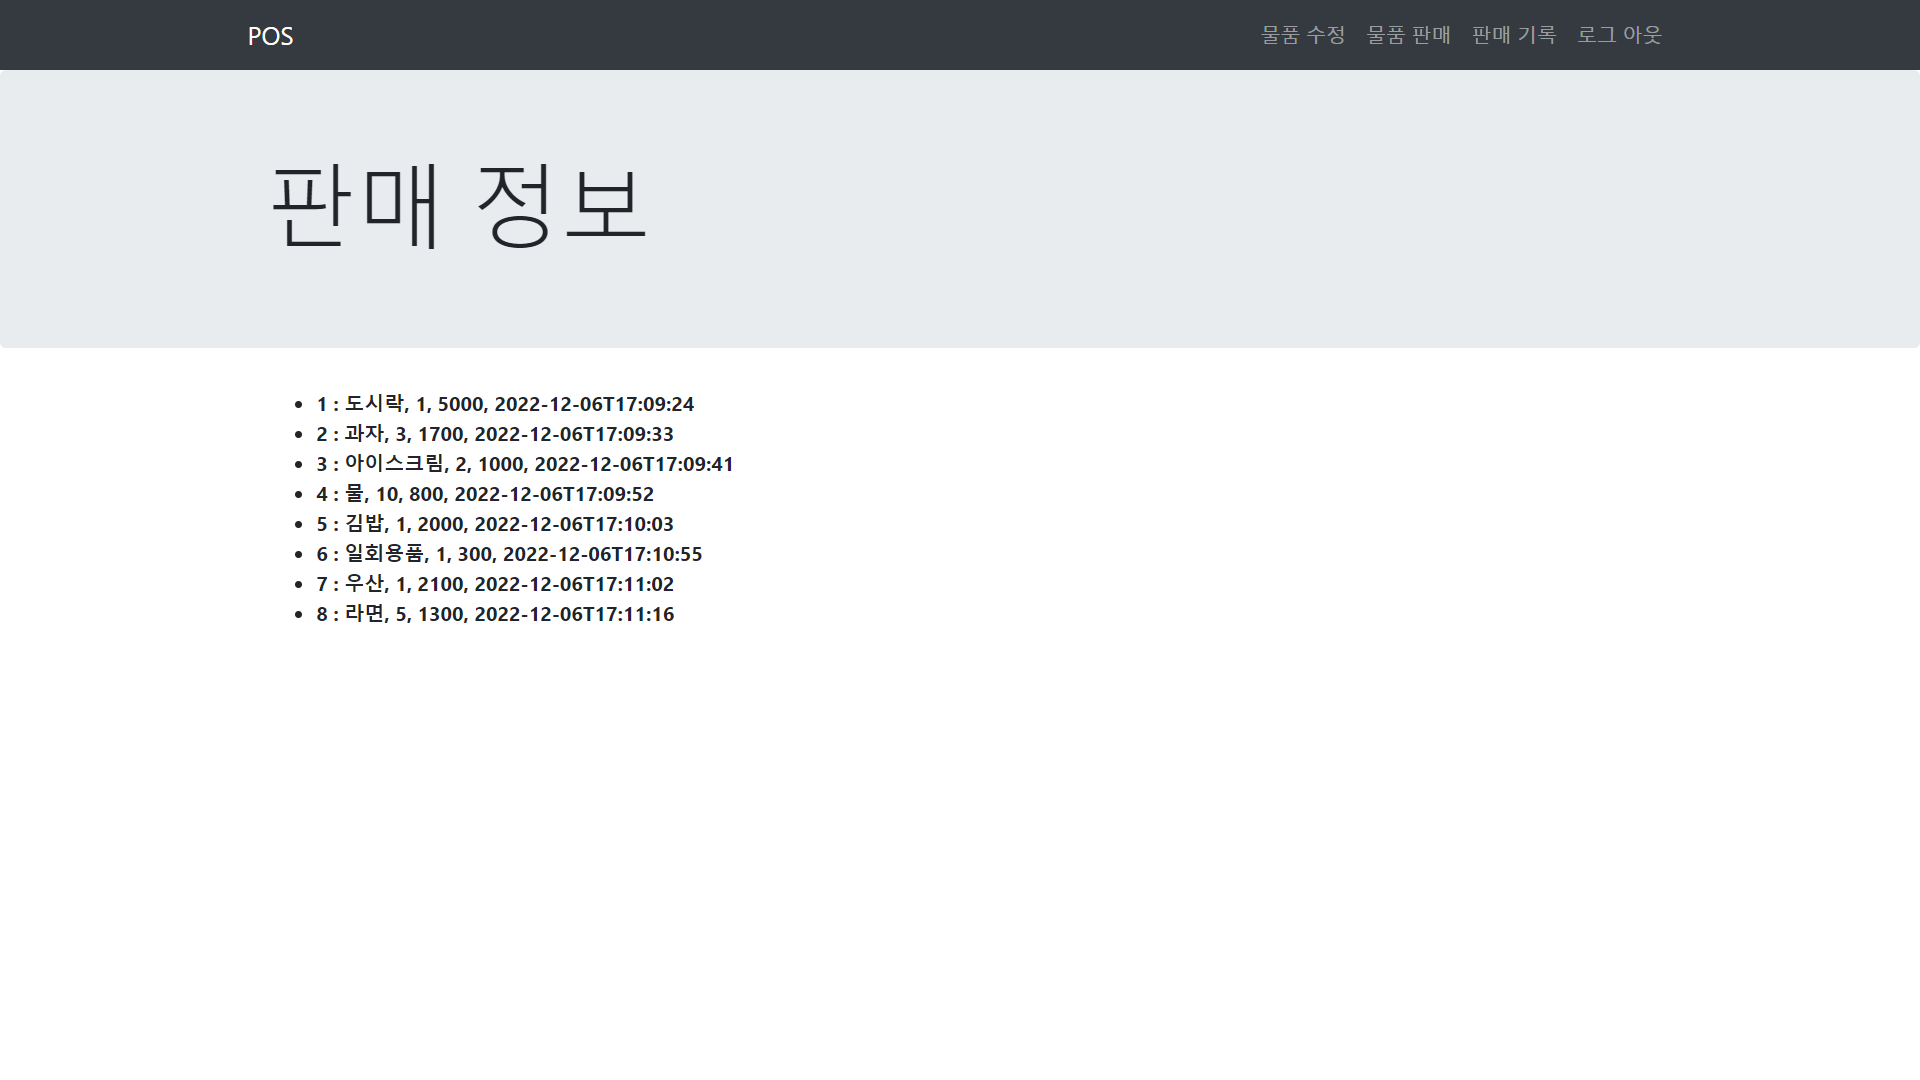 POS
물품 수정 물품 판매 판매 기록 로그 아웃
판매 정보
1 : 도시락, 1, 5000, 2022-12-06T17:09:24
2 : 과자, 3, 1700, 2022-12-06T17:09:33
3 : 아이스크림, 2, 1000, 2022-12-06T17:09:41
4 : 물, 10, 800, 2022-12-06T17:09:52
5 : 김밥, 1, 2000, 2022-12-06T17:10:03
6 : 일회용품, 1, 300, 2022-12-06T17:10:55
7 : 우산, 1, 2100, 2022-12-06T17:11:02
8 : 라면, 5, 1300, 2022-12-06T17:11:16